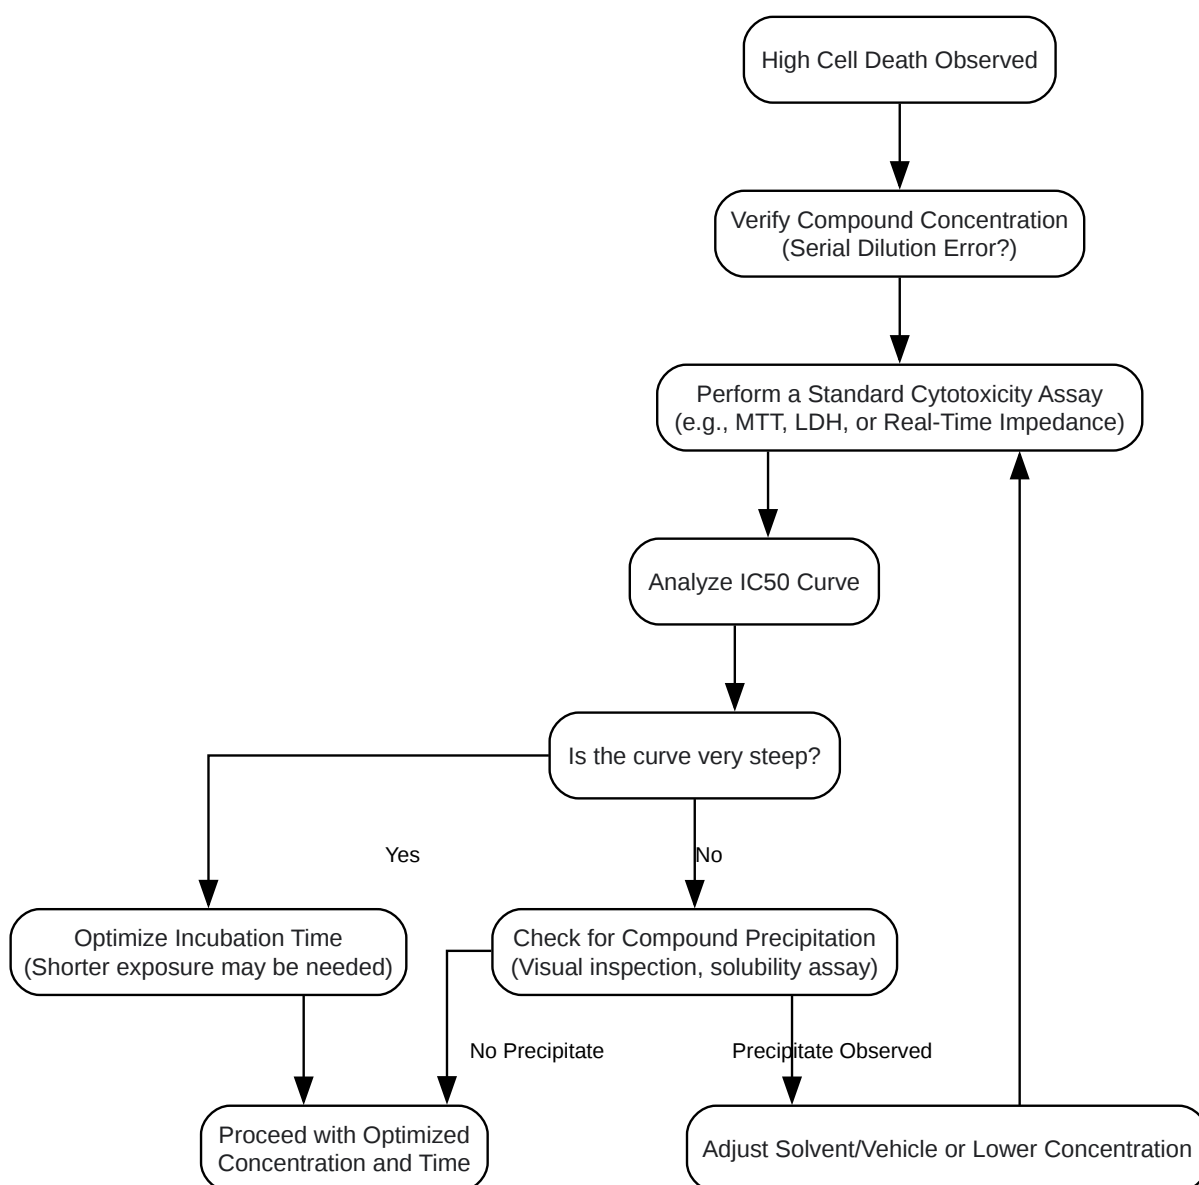 High Cell Death Observed
Verify Compound Concentration
(Serial Dilution Error?)
Perform a Standard Cytotoxicity Assay
(e.g., MTT, LDH, or Real-Time Impedance)
Analyze IC50 Curve
Is the curve very steep?
Yes
No
Optimize Incubation Time
(Shorter exposure may be needed)
Check for Compound Precipitation
(Visual inspection, solubility assay)
No Precipitate
Precipitate Observed
Proceed with Optimized
Concentration and Time
Adjust Solvent/Vehicle or Lower Concentration